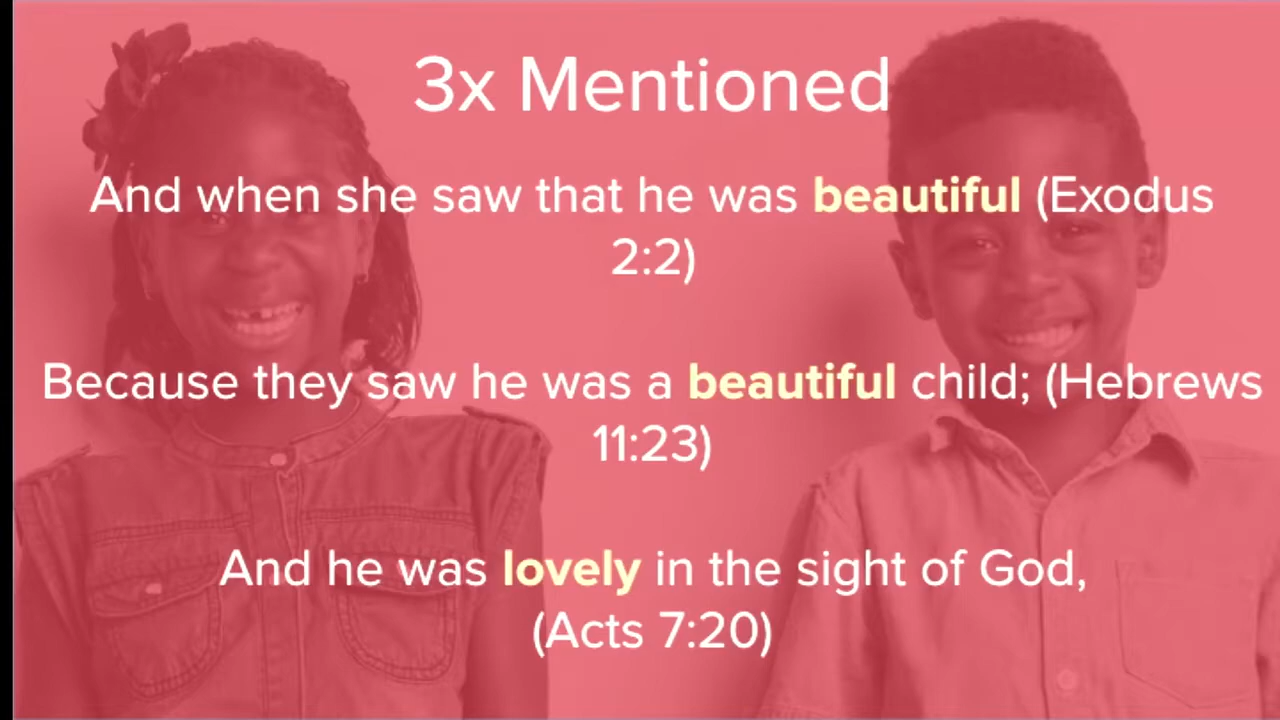 3x Mentioned
And when she saw that he was beautiful (Exodus
2:2)
Because they saw he was a beautiful child; (Hebrews
11:23)
And he was lovely in the sight of God,
(Acts 7:20)